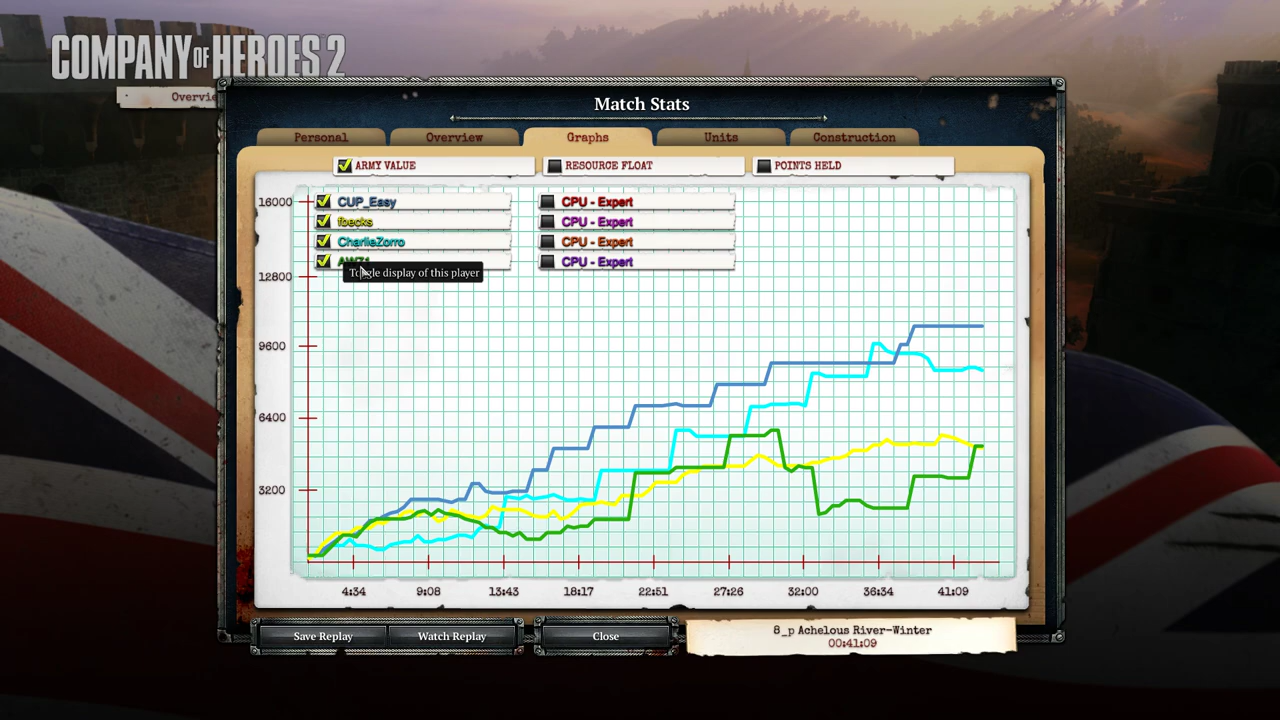 COMPANY OF HEROES 2
Overvie
Match Stats
Personal Overview Graphs Units Construction
ARMY VALUE RESOURCE FLOAT POINTS HELD
16000
CUP_Easy CPU - Expert
fbecks CPU - Expert
CharlieZorro CPU - Expert
CPU - Expert
Toggle display of this player
12800
9600
6400
3200
4:34 9:08 13:43 18:17 22:51 27:26 32:00 36:34 41:09
Save Replay Watch Replay Close
8_p Achelous River-Winter
00:41:09